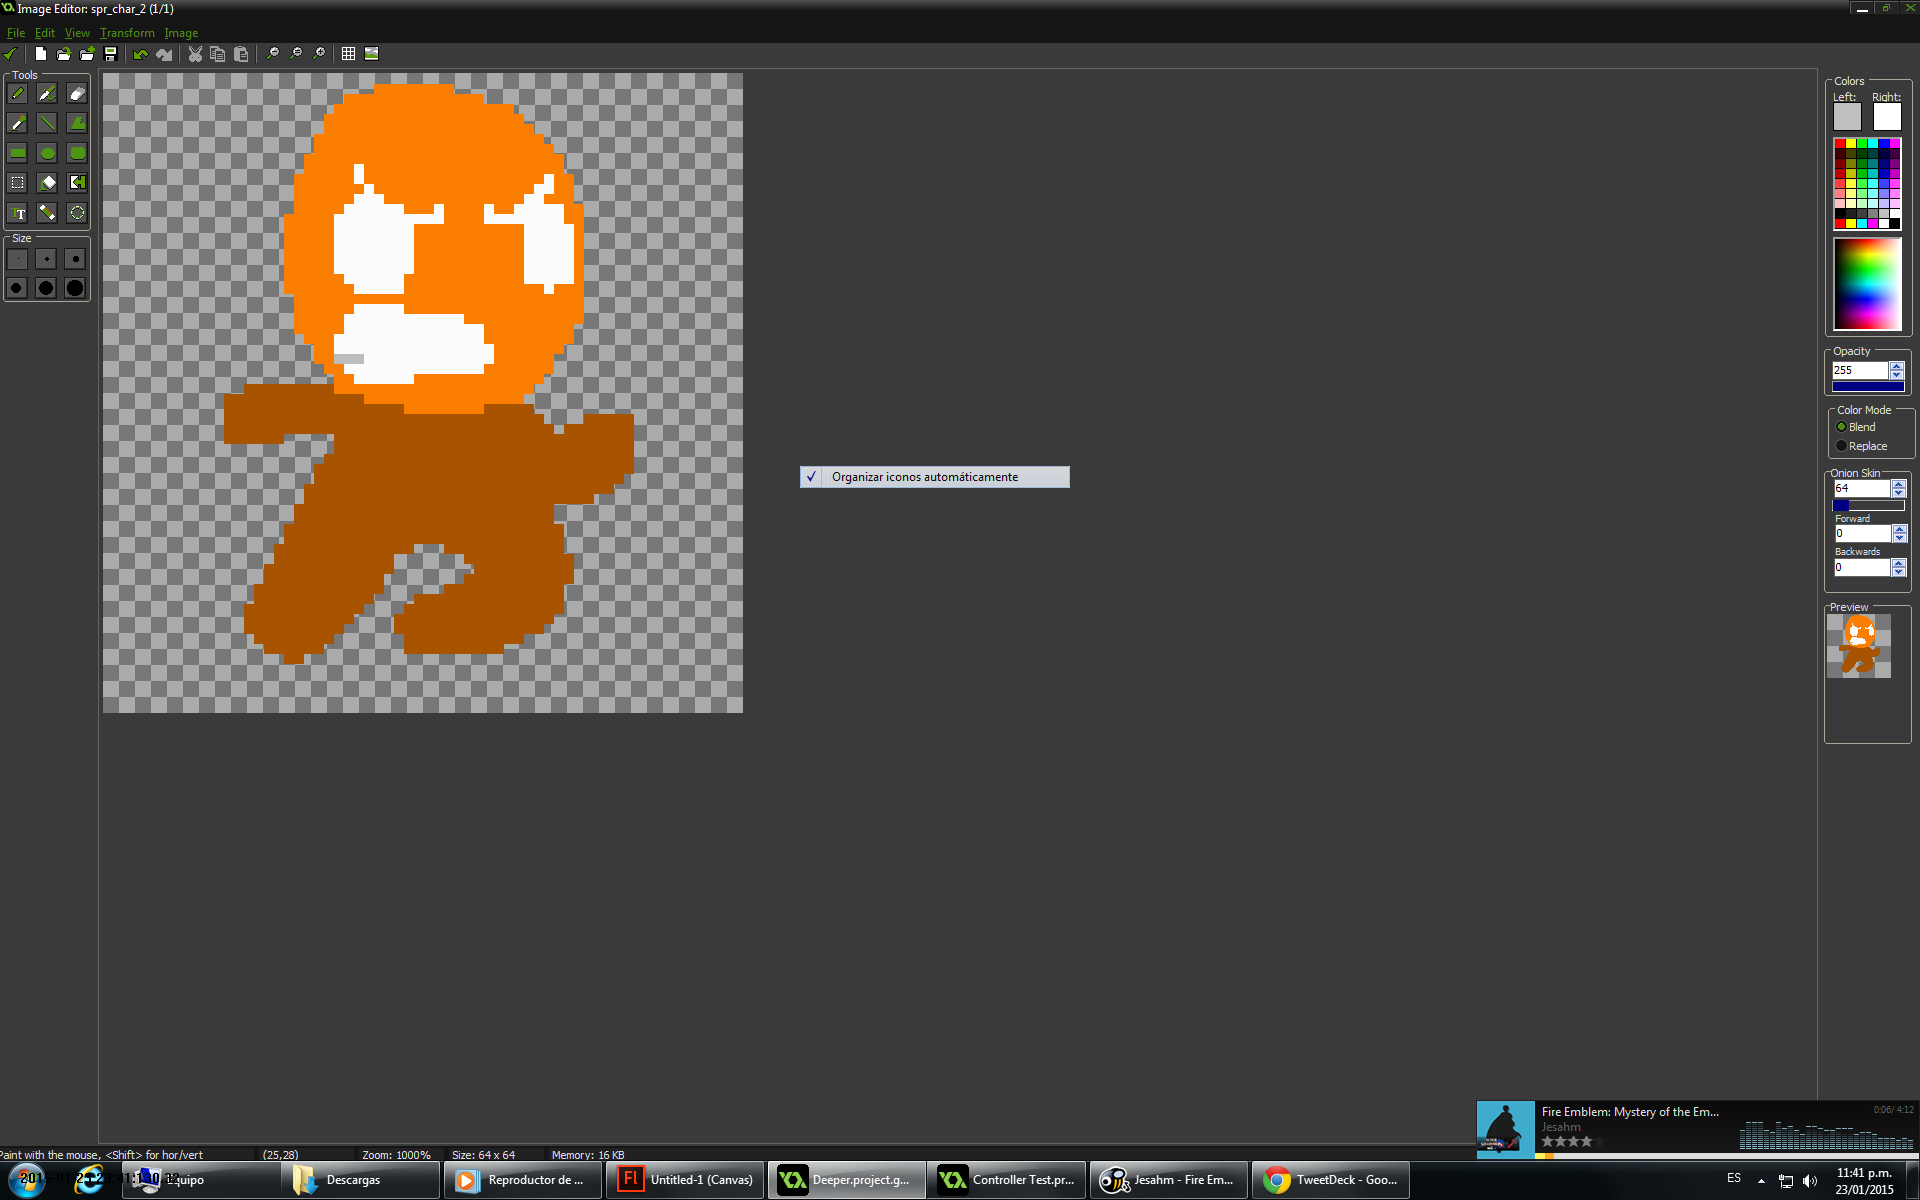 Image Editor: spr_char_2 (1/1)
File Edit View Transform Image
Tools
TT
Size
Colors
Left: Right:
Opacity
255
Color Mode
Blend
Replace
Onion Skin
64
Forward
0
Backwards
0
Preview
Organizar iconos automáticamente
Fire Emblem: Mystery of the Em...
0:06/ 4:12
Jesahm
Paint with the mouse, <Shift> for hor/vert (25,28) Zoom: 1000% Size: 64 x 64 Memory: 16 KB
Equipo
Descargas
Reproductor de ...
Fl
Untitled-1 (Canvas)
Deeper.project.g...
Controller Test.pr...
Jesahm - Fire Em...
TweetDeck - Goo...
ES
11:41 p.m.
23/01/2015